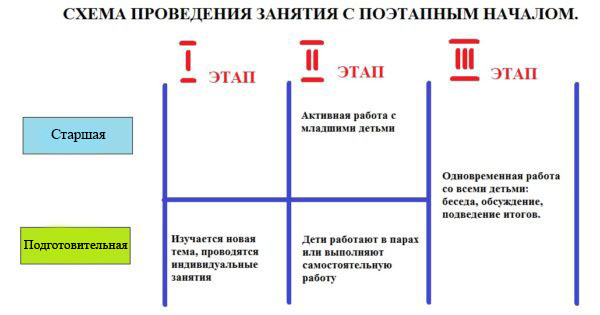 СХЕМА ПРОВЕДЕНИЯ ЗАНЯТИЯ С ПОЭТАПНЫМ НАЧАЛОМ.
I ЭТАП
II ЭТАП
III ЭТАП
Старшая
Активная работа с
младшими детьми
Одновременная работа
со всеми детьми:
беседа, обсуждение,
подведение итогов.
Подготовительная
Изучается новая
тема, проводятся
индивидуальные
занятия
Дети работают в парах
или выполняют
самостоятельную
работу